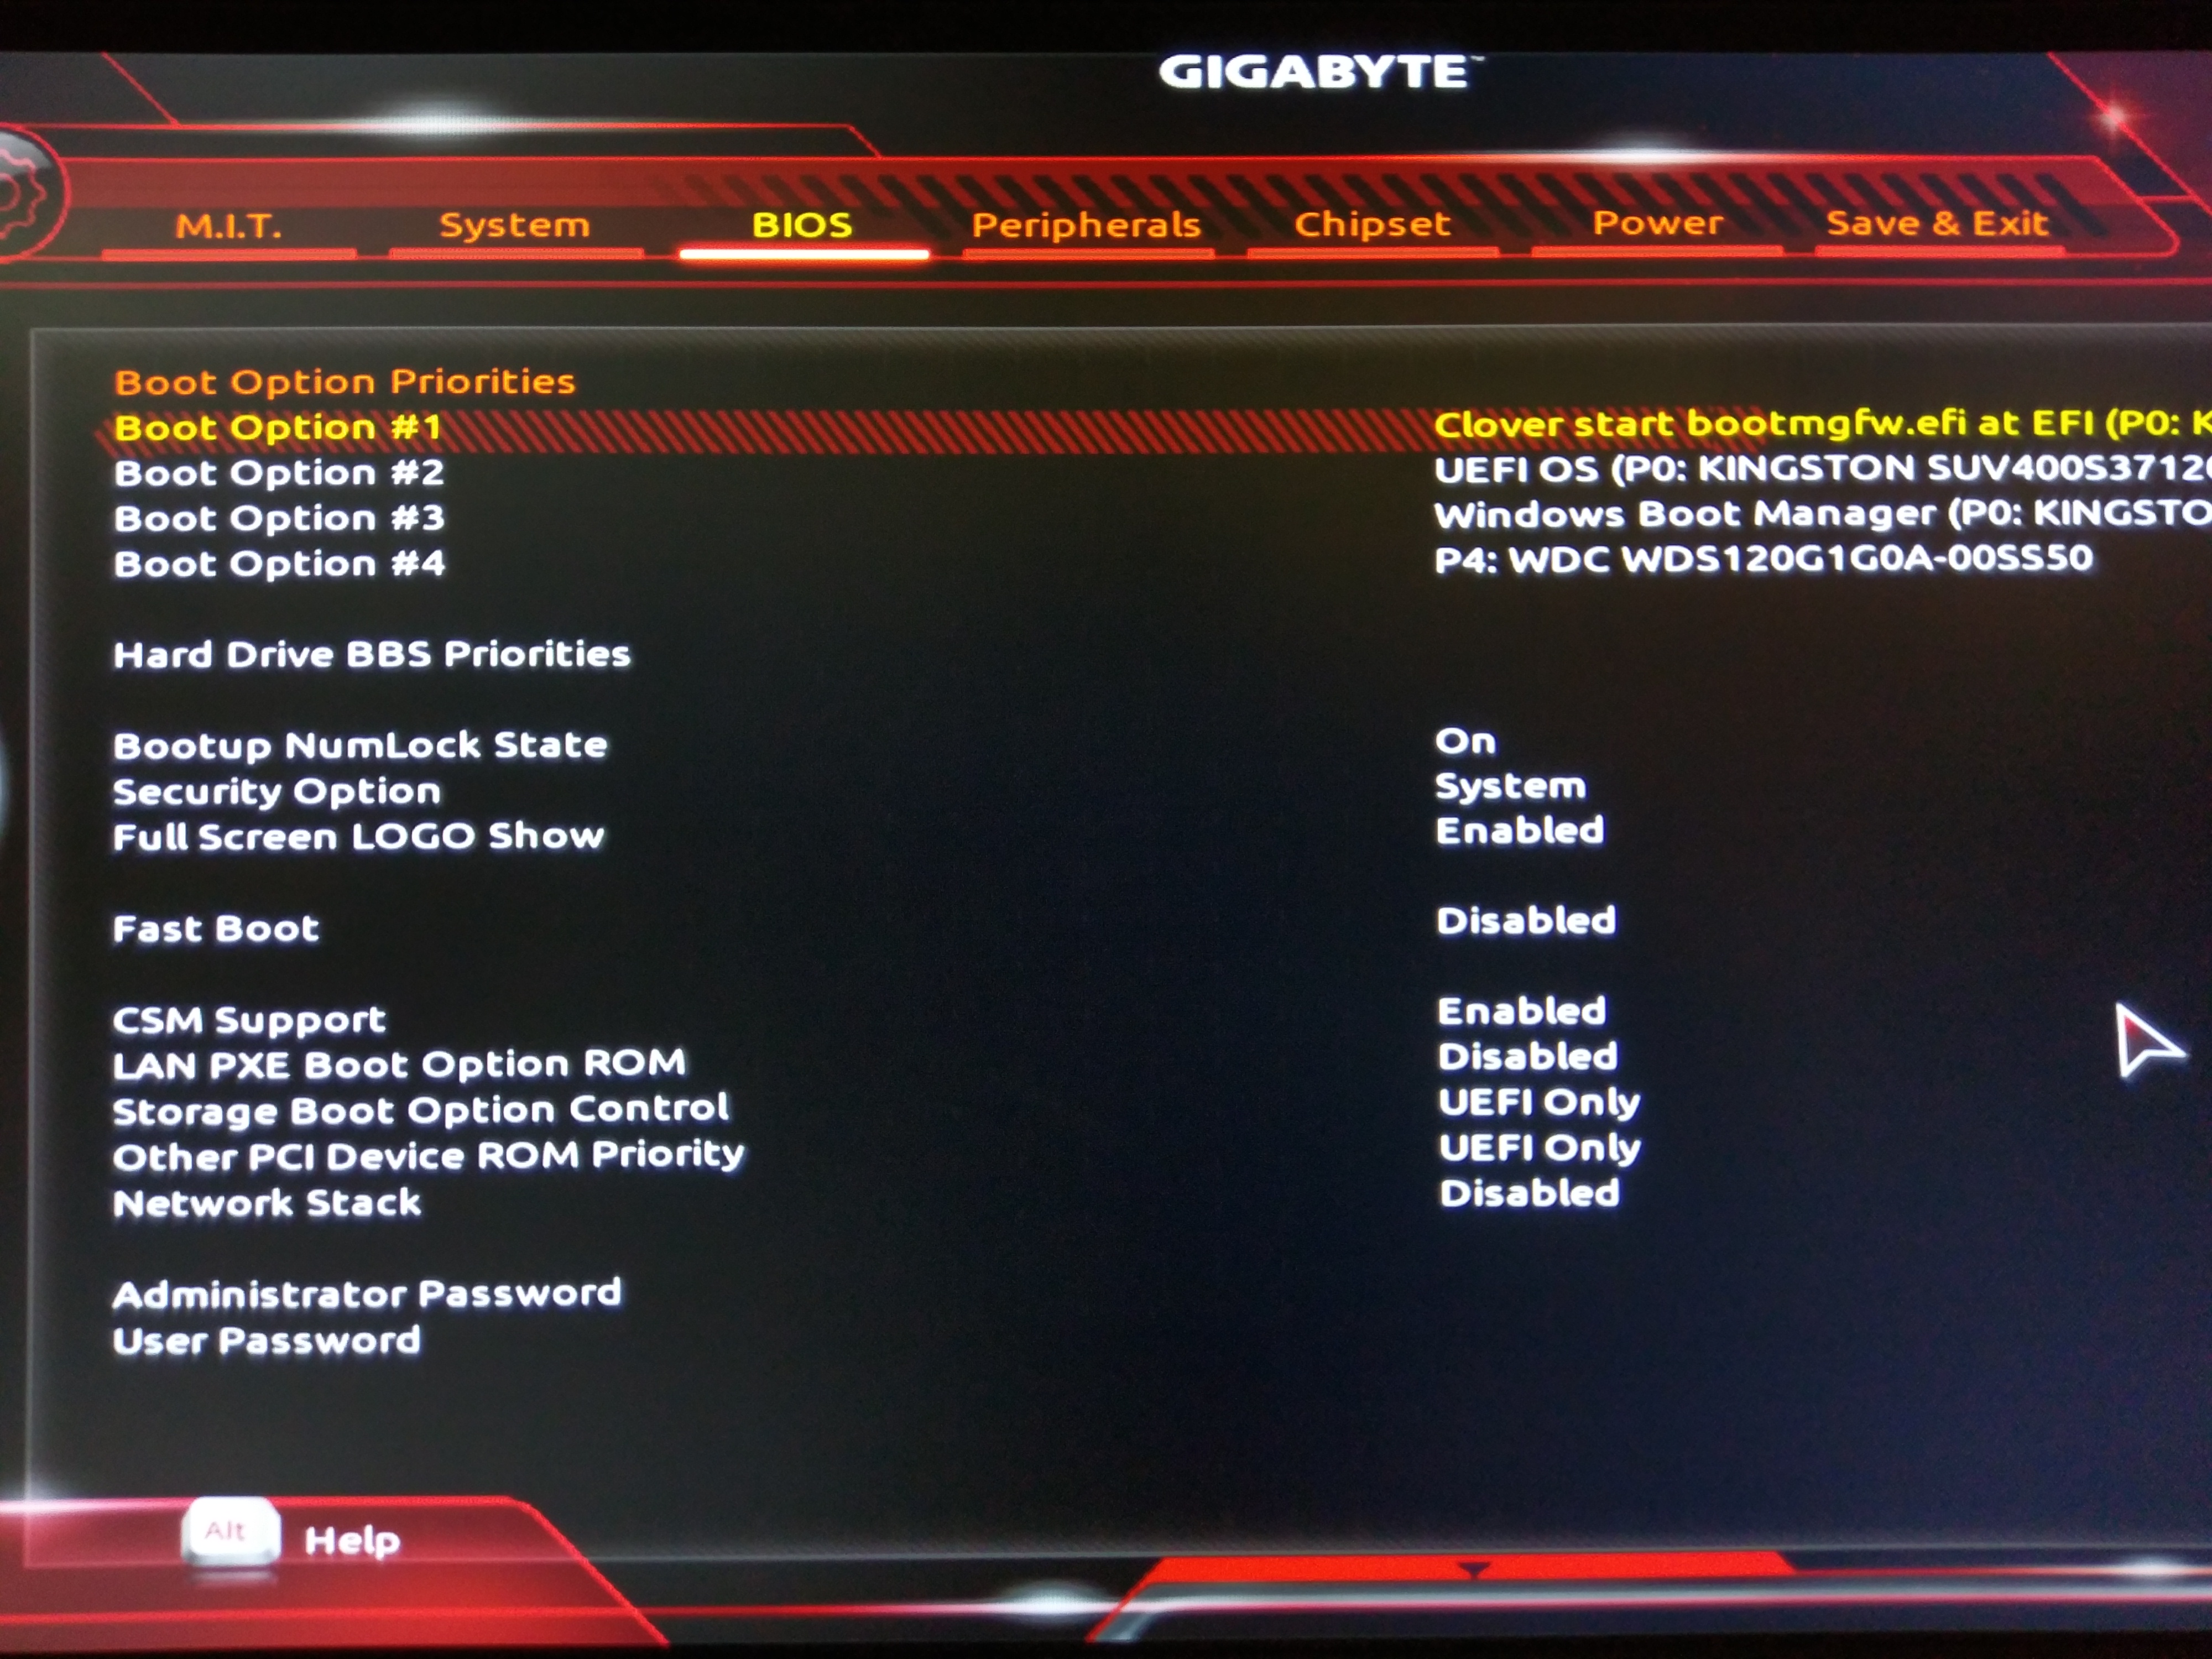 GIGABYTE™
M.I.T. System BIOS Peripherals Chipset Power Save & Exit
Boot Option Priorities
Boot Option #1 Clover start bootmgfw.efi at EFI (P0:
Boot Option #2 UEFI OS (P0: KINGSTON
Boot Option #3 Windows Boot Manager (P0:
Boot Option #4 P4: WDC WDS120G1G0A-00SS50
Hard Drive BBS Priorities
Bootup NumLock State On
Security Option System
Full Screen LOGO Show Enabled
Fast Boot Disabled
CSM Support Enabled
LAN PXE Boot Option ROM Disabled
Storage Boot Option Control UEFI Only
Other PCI Device ROM Priority UEFI Only
Network Stack Disabled
Administrator Password
User Password
Alt Help